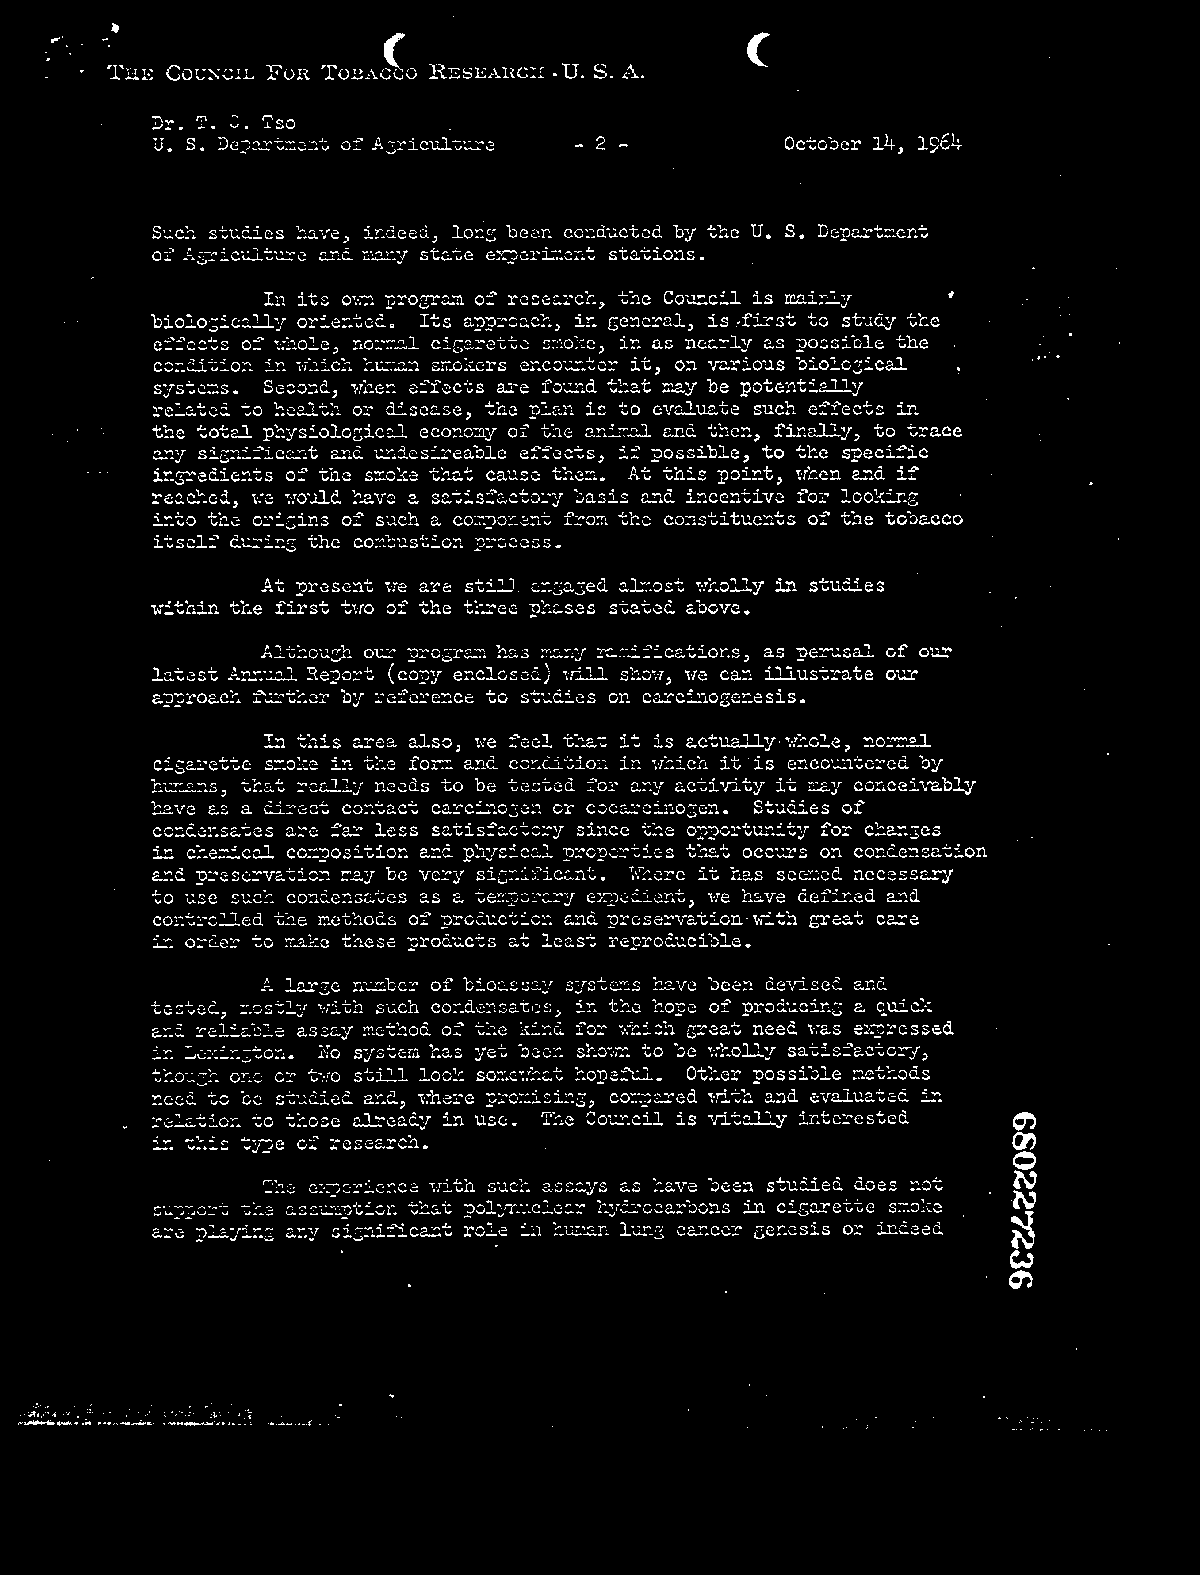 THE COUNCIL FOR TOBACCO RESEARCH - U. S. A.
Dr. T. C. Tso
U. S. Department of Agriculture - 2 - October 14, 1964
Such studies have, indeed, long been conducted by the U. S. Department
of Agriculture and many state experiment stations.
In its own program of research, the Council is mainly
biologically oriented. Its approach, in general, is first to study the
effects of whole, normal cigarette smoke, in as nearly as possible the
condition in which human smokers encounter it, on various biological
systems. Second, when effects are found that may be potentially
related to health or disease, the plan is to evaluate such effects in
the total physiological economy of the animal and then, finally, to trace
any significant and undesireable effects, if possible, to the specific
ingredients of the smoke that cause them. At this point, when and if
reached, we would have a satisfactory basis and incentive for looking
into the origins of such a component from the constituents of the tobacco
itself during the combustion process.
At present we are still engaged almost wholly in studies
within the first two of the three phases stated above.
Although our program has many ramifications, as perusal of our
latest Annual Report (copy enclosed) will show, we can illustrate our
approach further by reference to studies on carcinogenesis.
In this area also, we feel that it is actually whole, normal
cigarette smoke in the form and condition in which it is encountered by
humans, that really needs to be tested for any activity it may conceivably
have as a direct contact carcinogen or cocarcinogen. Studies of
condensates are far less satisfactory since the opportunity for changes
in chemical composition and physical properties that occurs on condensation
and preservation may be very significant. Where it has seemed necessary
to use such condensates as a temporary expedient, we have defined and
controlled the methods of production and preservation with great care
in order to make these products at least reproducible.
A large number of bioassay systems have been devised and
tested, mostly with such condensates, in the hope of producing a quick
and reliable assay method of the kind for which great need was expressed
in Lexington. No system has yet been shown to be wholly satisfactory,
though one or two still look somewhat hopeful. Other possible methods
need to be studied and, where promising, compared with and evaluated in
relation to those already in use. The Council is vitally interested
in this type of research.
The experience with such assays as have been studied does not
support the assumption that polynuclear hydrocarbons in cigarette smoke
are playing any significant role in human lung cancer genesis or indeed
680227236